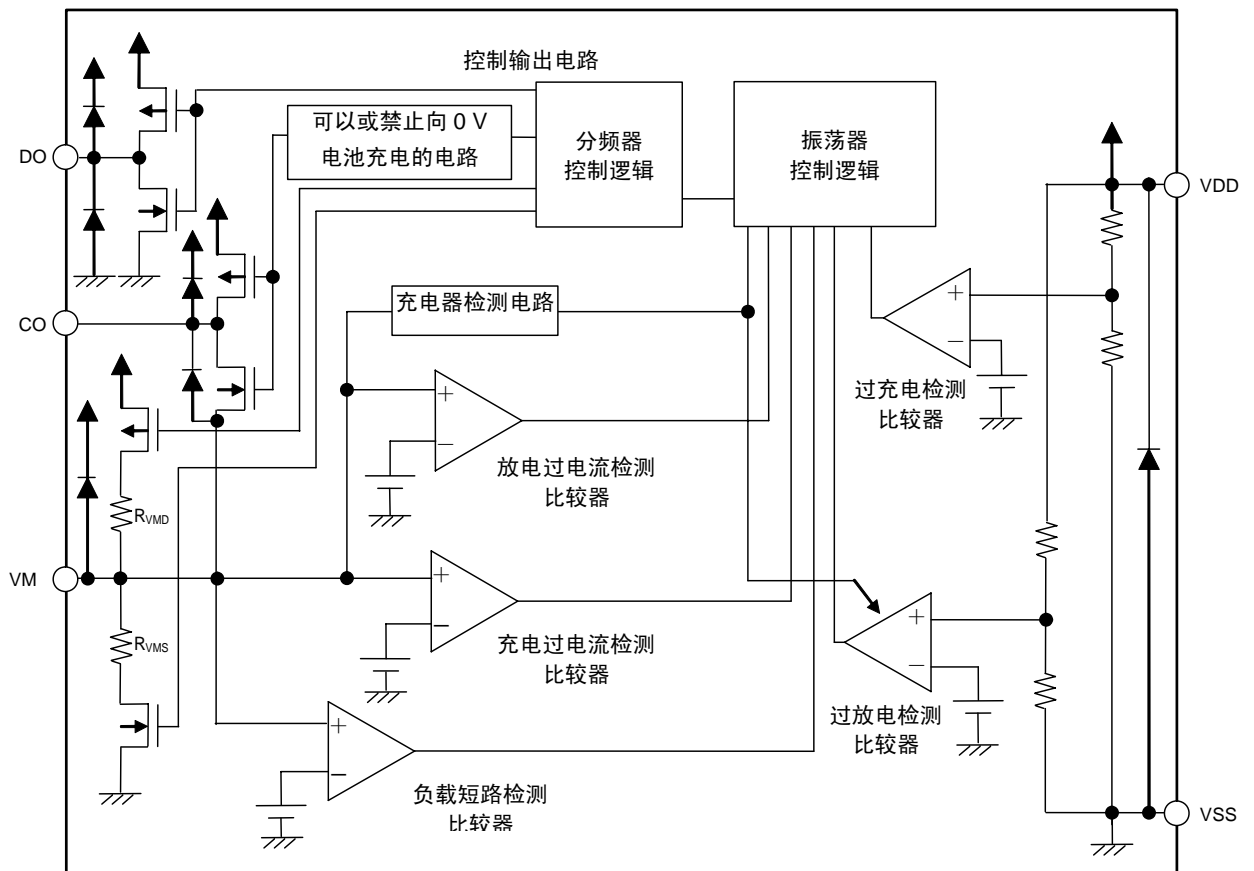 控制输出电路
可以或禁止向 0 V
电池充电的电路
分频器
控制逻辑
振荡器
控制逻辑
DO
VDD
充电器检测电路
CO
+
−
过充电检测
比较器
+
−
放电过电流检测
比较器
RVMD
VM
+
−
充电过电流检测
比较器
+
−
过放电检测
比较器
RVMS
+
−
负载短路检测
比较器
VSS